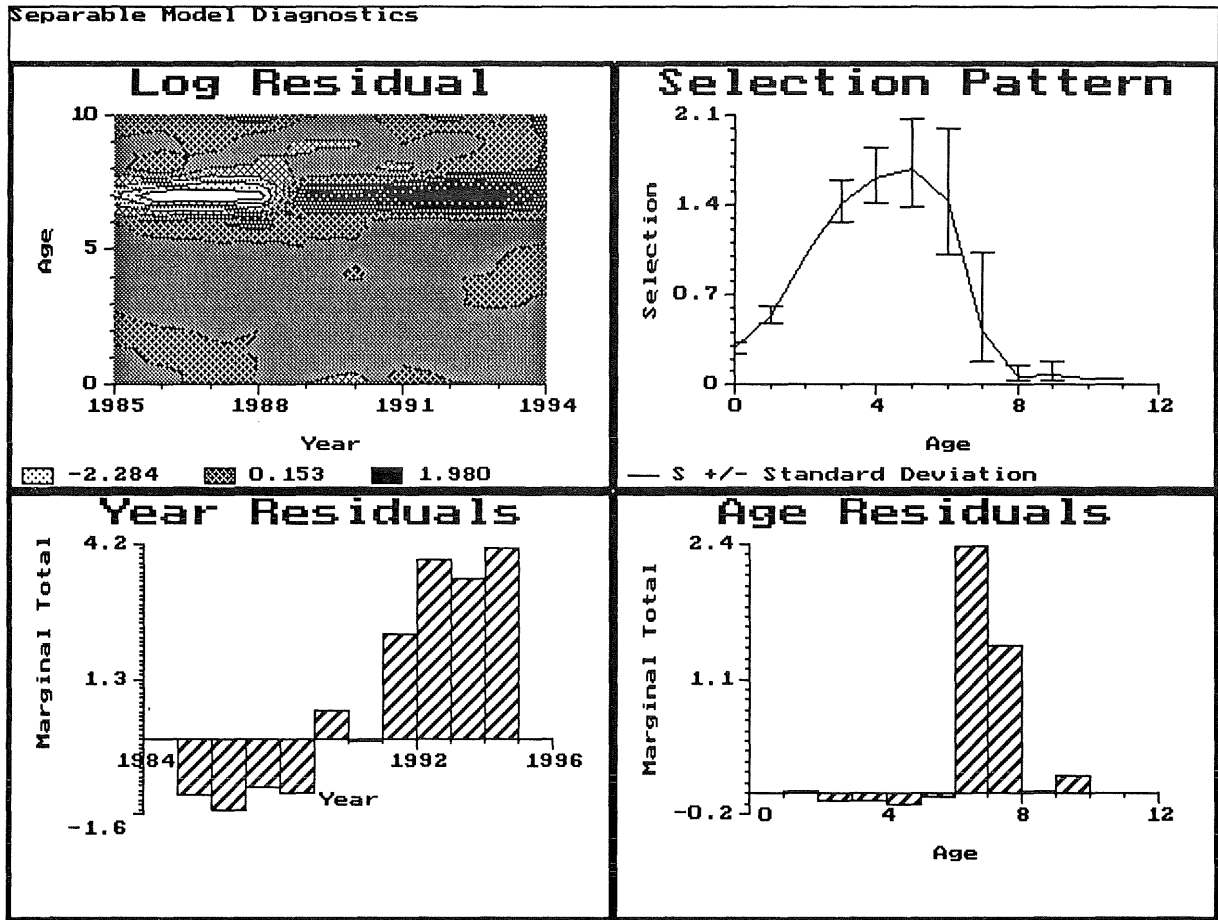 Separable Model Diagnostics
Log Residual
10
5
0
Age
1985 1988 1991 1994
Year
-2.284 0.153 1.980
Selection Pattern
2.1
1.4
0.7
0
Selection
0 4 8 12
Age
S +/- Standard Deviation
Year Residuals
4.2
1.3
-1.6
Marginal Total
1984 1992 1996
Year
Age Residuals
2.4
1.1
-0.2
Marginal Total
0 4 8 12
Age